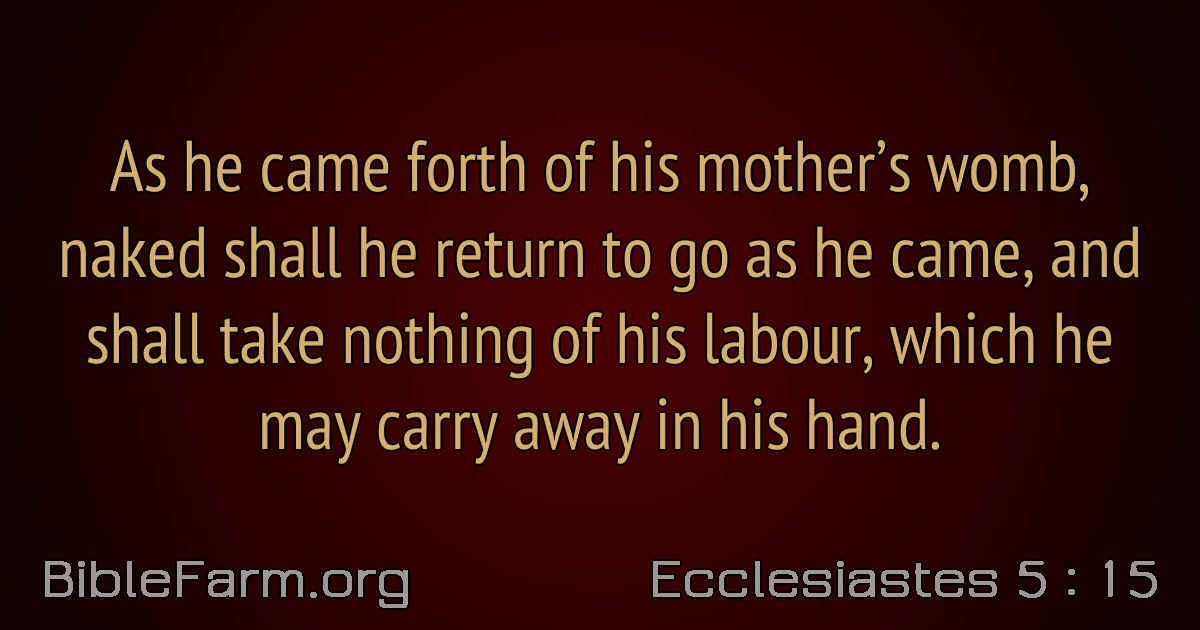 As he came forth of his mother’s womb,
naked shall he return to go as he came, and
shall take nothing of his labour, which he
may carry away in his hand.
BibleFarm.org
Ecclesiastes 5 : 15